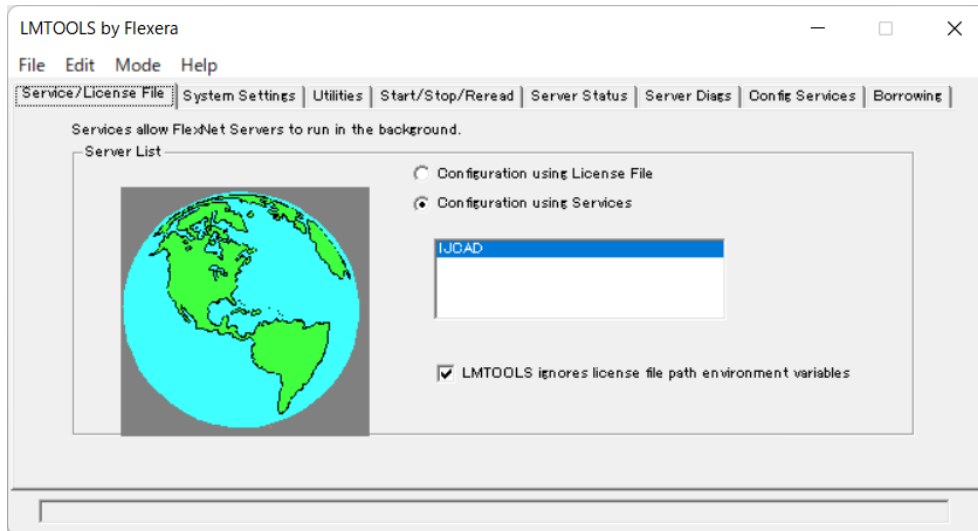 LMTOOLS by Flexera
File Edit Mode Help
Service/License File System Settings Utilities Start/Stop/Reread Server Status Server Diags Config Services Borrowing
Services allow FlexNet Servers to run in the background.
Server List
Configuration using License File
Configuration using Services
IJCAD
LMTOOLS ignores license file path environment variables